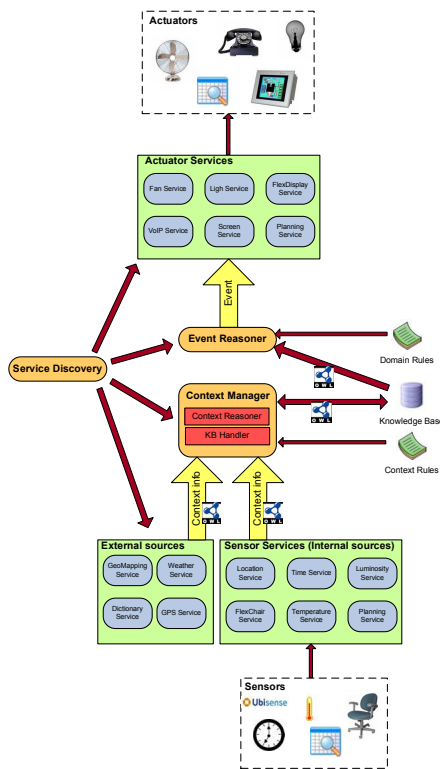 Actuators
Actuator Services
Fan Service
Ligh Service
FlexDisplay
Service
VoIP Service
Screen
Service
Planning
Service
Event
Event Reasoner
Domain Rules
OWL
Service Discovery
Context Manager
Context Reasoner
KB Handler
OWL
Knowledge Base
Context Rules
Context info
OWL
Context info
OWL
External sources
GeoMapping
Service
Weather
Service
Dictionary
Service
GPS Service
Sensor Services (Internal sources)
Location
Service
Time Service
Luminosity
Service
FlexChair
Service
Temperature
Service
Planning
Service
Sensors
Ubisense